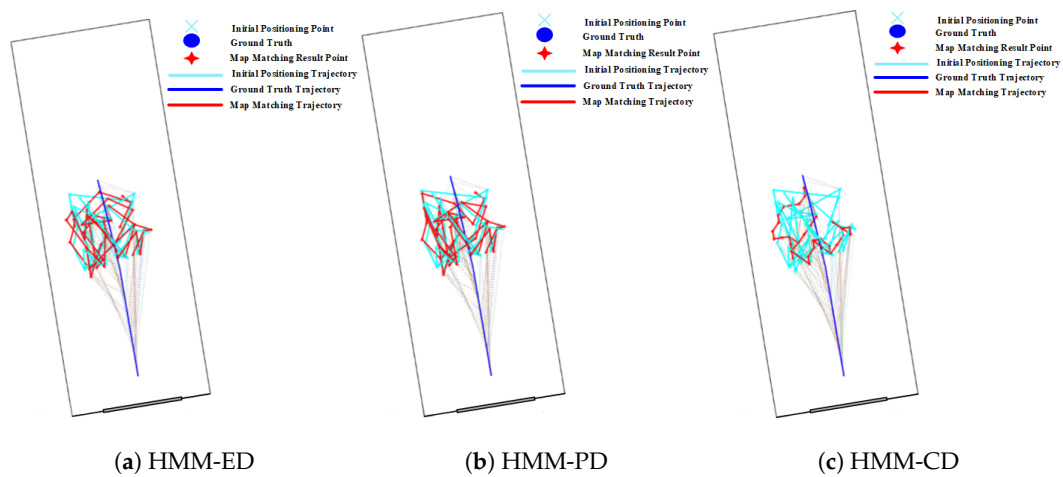 Initial Positioning Point
Ground Truth
Map Matching Result Point
Initial Positioning Trajectory
Ground Truth Trajectory
Map Matching Trajectory
Initial Positioning Point
Ground Truth
Map Matching Result Point
Initial Positioning Trajectory
Ground Truth Trajectory
Map Matching Trajectory
Initial Positioning Point
Ground Truth
Map Matching Result Point
Initial Positioning Trajectory
Ground Truth Trajectory
Map Matching Trajectory
(a) HMM-ED
(b) HMM-PD
(c) HMM-CD